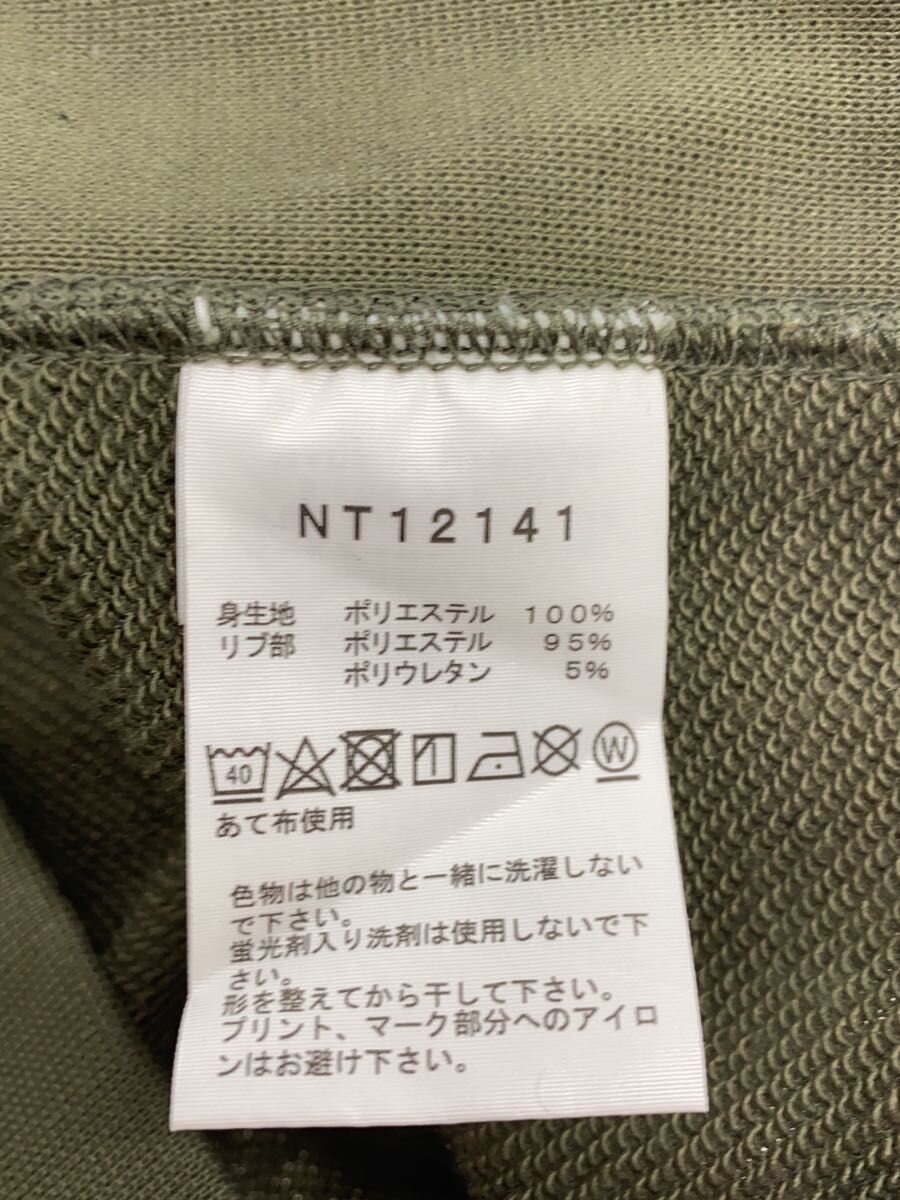 NT12141
身生地 ポリエステル 100%
リブ部 ポリエステル 95%
ポリウレタン 5%
40 W
あて布使用
色物は他の物と一緒に洗濯しない
で下さい。
蛍光剤入り洗剤は使用しないで下
さい。
形を整えてから干して下さい。
プリント、マーク部分へのアイロ
ンはお避け下さい。